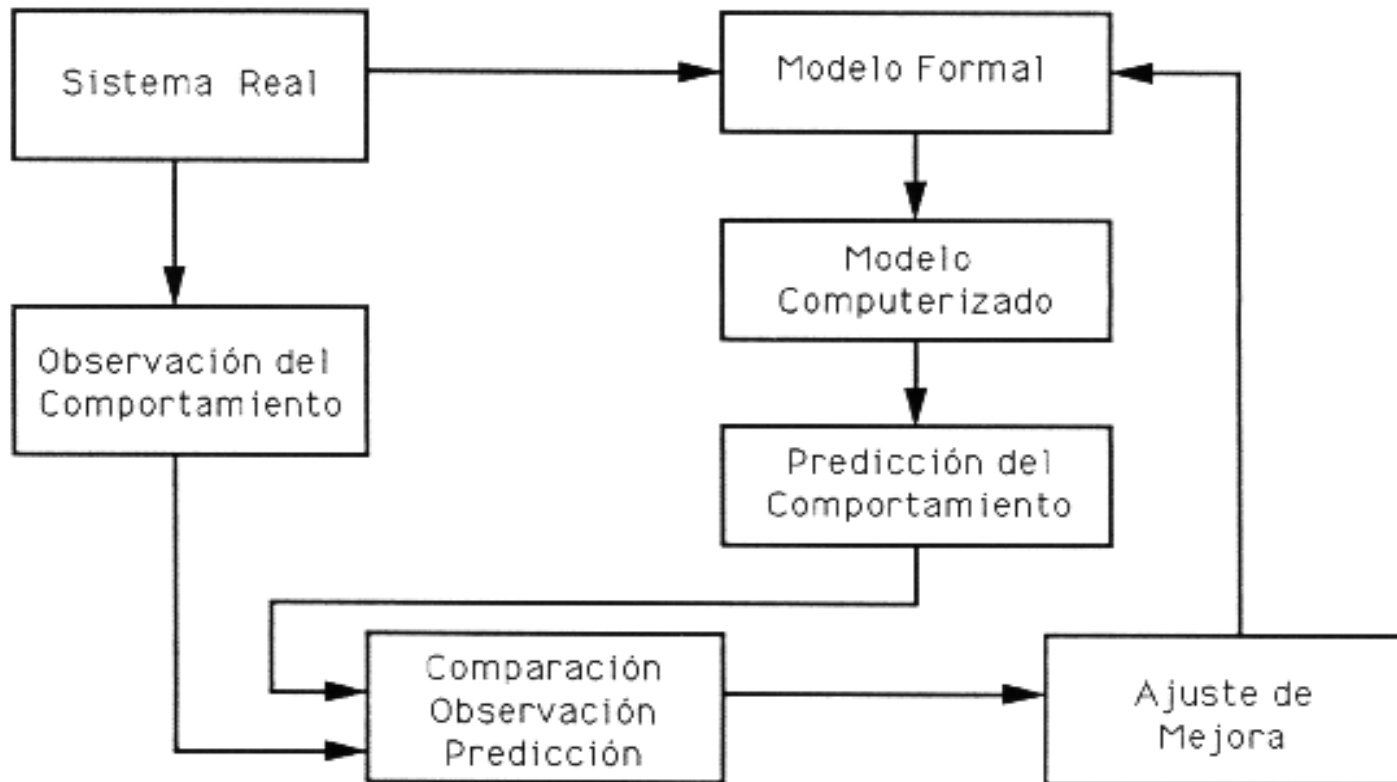 Sistema Real
Modelo Formal
Modelo
Computerizado
Observación del
Comportamiento
Predicción del
Comportamiento
Comparación
Observación
Predicción
Ajuste de
Mejora